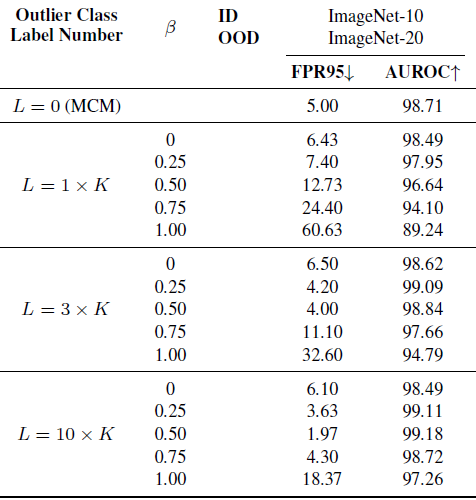 Outlier Class Label Number β ID OOD ImageNet-10 ImageNet-20
FPR95↓ AUROC↑
L = 0 (MCM) 5.00 98.71
0 6.43 98.49
0.25 7.40 97.95
L = 1 × K 0.50 12.73 96.64
0.75 24.40 94.10
1.00 60.63 89.24
0 6.50 98.62
0.25 4.20 99.09
L = 3 × K 0.50 4.00 98.84
0.75 11.10 97.66
1.00 32.60 94.79
0 6.10 98.49
0.25 3.63 99.11
L = 10 × K 0.50 1.97 99.18
0.75 4.30 98.72
1.00 18.37 97.26